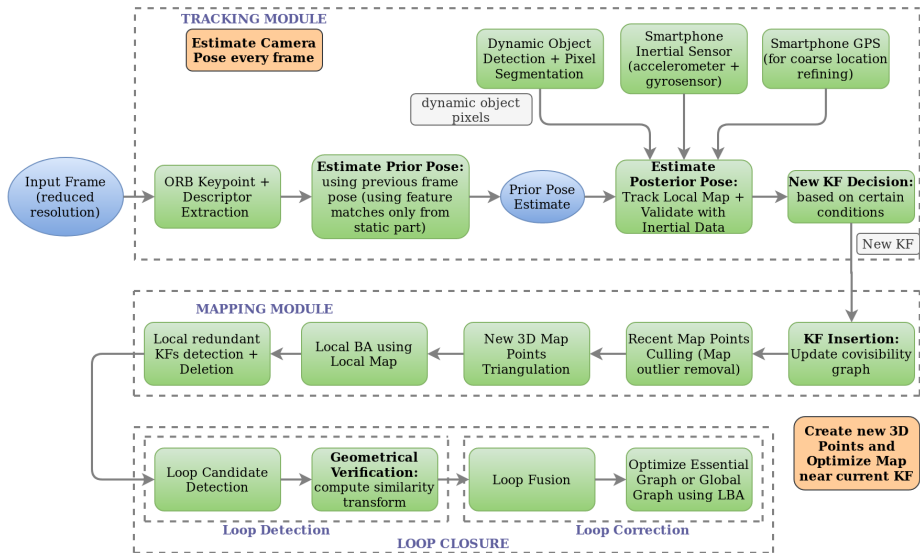 TRACKING MODULE
Estimate Camera
Pose every frame
Dynamic Object
Detection + Pixel
Segmentation
Smartphone
Inertial Sensor
(accelerometer +
gyrosensor)
Smartphone GPS
(for coarse location
refining)
dynamic object
pixels
Input Frame
(reduced
resolution)
ORB Keypoint +
Descriptor
Extraction
Estimate Prior Pose:
using previous frame
pose (using feature
matches only from
static part)
Prior Pose
Estimate
Estimate
Posterior Pose:
Track Local Map +
Validate with
Inertial Data
New KF Decision:
based on certain
conditions
New KF
MAPPING MODULE
Local redundant
KFs detection +
Deletion
Local BA using
Local Map
New 3D Map
Points
Triangulation
Recent Map Points
Culling (Map
outlier removal)
KF Insertion:
Update covisibility
graph
Loop Candidate
Detection
Geometrical
Verification:
compute similarity
transform
Loop Fusion
Optimize Essential
Graph or Global
Graph using LBA
Create new 3D
Points and
Optimize Map
near current KF
Loop Detection
Loop Correction
LOOP CLOSURE